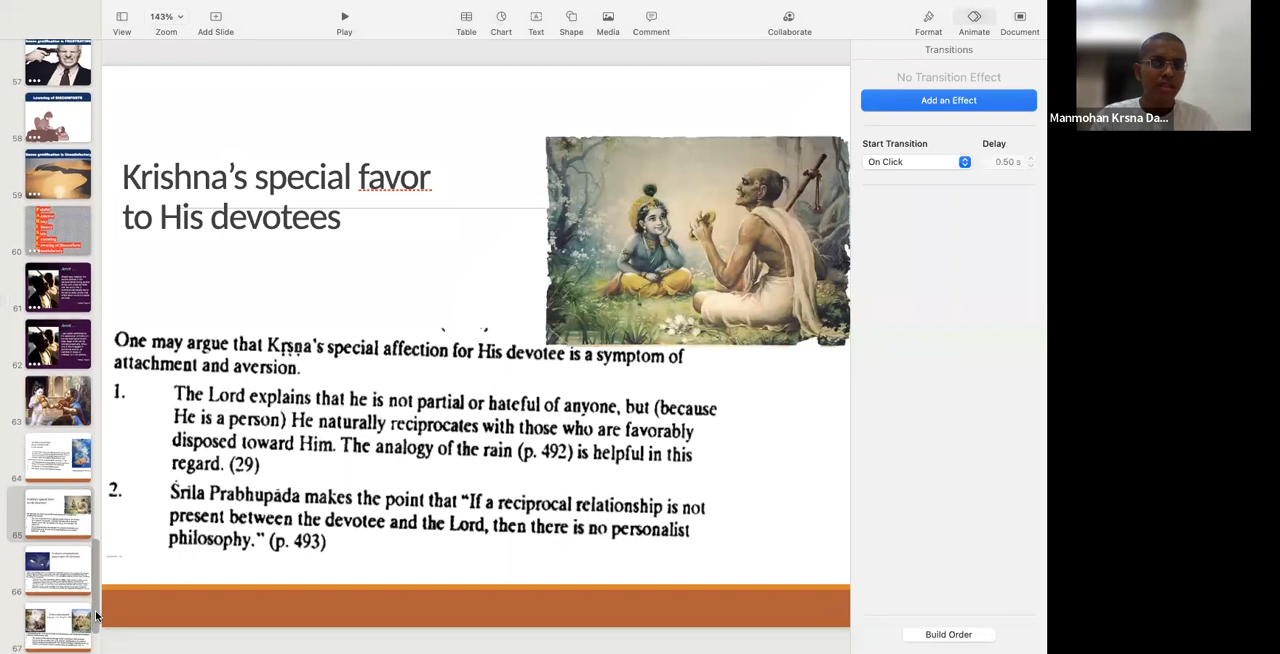 143%
View
Zoom
Add Slide
Play
Table
Chart
Text
Shape
Media
Comment
Collaborate
Format
Animate
Document
57
58
59
60
61
62
63
64
65
66
67
Lowering of
Krishna's special favor
to His devotees
One may argue that Kṛṣṇa's special affection for His devotee is a symptom of
attachment and aversion.
1. The Lord explains that he is not partial or hateful of anyone, but (because
He is a person) He naturally reciprocates with those who are favorably
disposed toward Him. The analogy of the rain (p. 492) is helpful in this
regard. (29)
2. Śrīla Prabhupāda makes the point that "If a reciprocal relationship is not
present between the devotee and the Lord, then there is no personalist
philosophy." (p. 493)
Transitions
No Transition Effect
Add an Effect
Start Transition
Delay
On Click
0.50 s
Build Order
Manmohan Krsna Da...